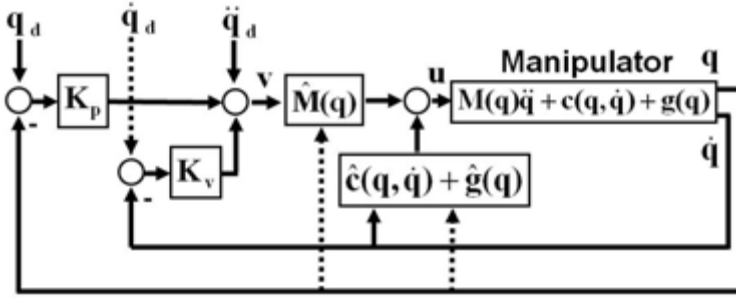 q d
q̇ d
q̈ d
Manipulator
q
K p
v
M̂(q)
u
M(q)q̈ + c(q, q̇) + g(q)
-
q̇
K v
ĉ(q, q̇) + ĝ(q)
-